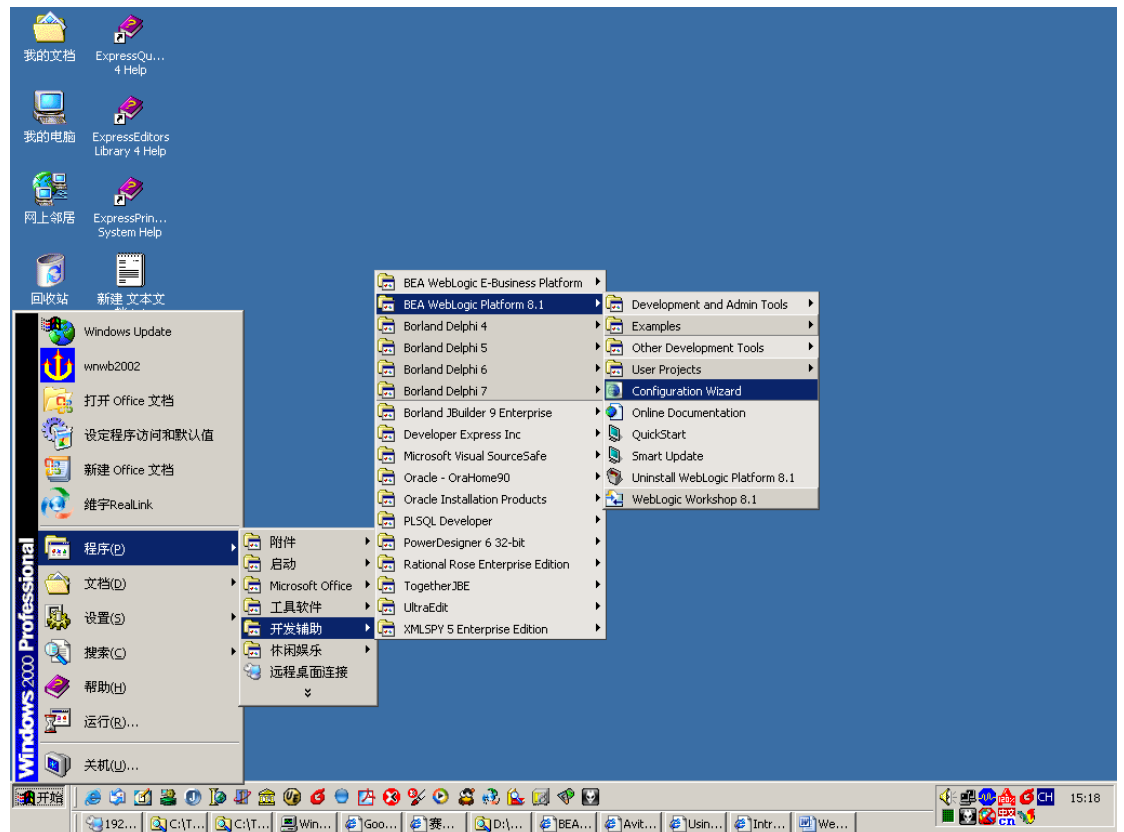 我的文档
ExpressQu...
4 Help
我的电脑
ExpressEditors
Library 4 Help
网上邻居
ExpressPrin...
System Help
回收站
新建 文本文
Windows Update
wnwb2002
打开 Office 文档
设定程序访问和默认值
新建 Office 文档
维宇RealLink
程序(P)
文档(D)
设置(S)
搜索(C)
帮助(H)
运行(R)...
关机(U)...
Windows 2000 Professional
附件
启动
Microsoft Office
工具软件
开发辅助
休闲娱乐
远程桌面连接
BEA WebLogic E-Business Platform
BEA WebLogic Platform 8.1
Borland Delphi 4
Borland Delphi 5
Borland Delphi 6
Borland Delphi 7
Borland JBuilder 9 Enterprise
Developer Express Inc
Microsoft Visual SourceSafe
Oracle - OraHome90
Oracle Installation Products
PLSQL Developer
PowerDesigner 6 32-bit
Rational Rose Enterprise Edition
TogetherJBE
UltraEdit
XMLSPY 5 Enterprise Edition
Development and Admin Tools
Examples
Other Development Tools
User Projects
Configuration Wizard
Online Documentation
QuickStart
Smart Update
Uninstall WebLogic Platform 8.1
WebLogic Workshop 8.1
开始
CH
15:18
192...
C:\T...
C:\T...
Win...
Goo...
赛...
D:\...
BEA...
Avit...
Usin...
Intr...
We...